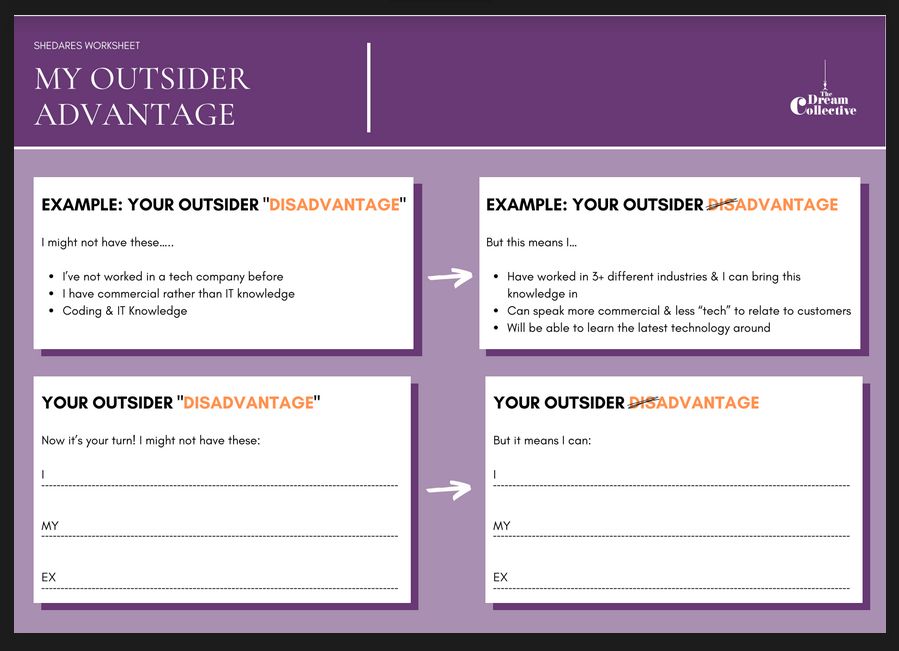 SHEDARES WORKSHEET
MY OUTSIDER
ADVANTAGE
The
Dream
Collective
EXAMPLE: YOUR OUTSIDER "DISADVANTAGE"
I might not have these.....
• I've not worked in a tech company before
• I have commercial rather than IT knowledge
• Coding & IT Knowledge
EXAMPLE: YOUR OUTSIDER DISADVANTAGE
But this means I...
• Have worked in 3+ different industries & I can bring this
knowledge in
• Can speak more commercial & less "tech" to relate to customers
• Will be able to learn the latest technology around
YOUR OUTSIDER "DISADVANTAGE"
Now it's your turn! I might not have these:
I
MY
EX
YOUR OUTSIDER DISADVANTAGE
But it means I can:
I
MY
EX